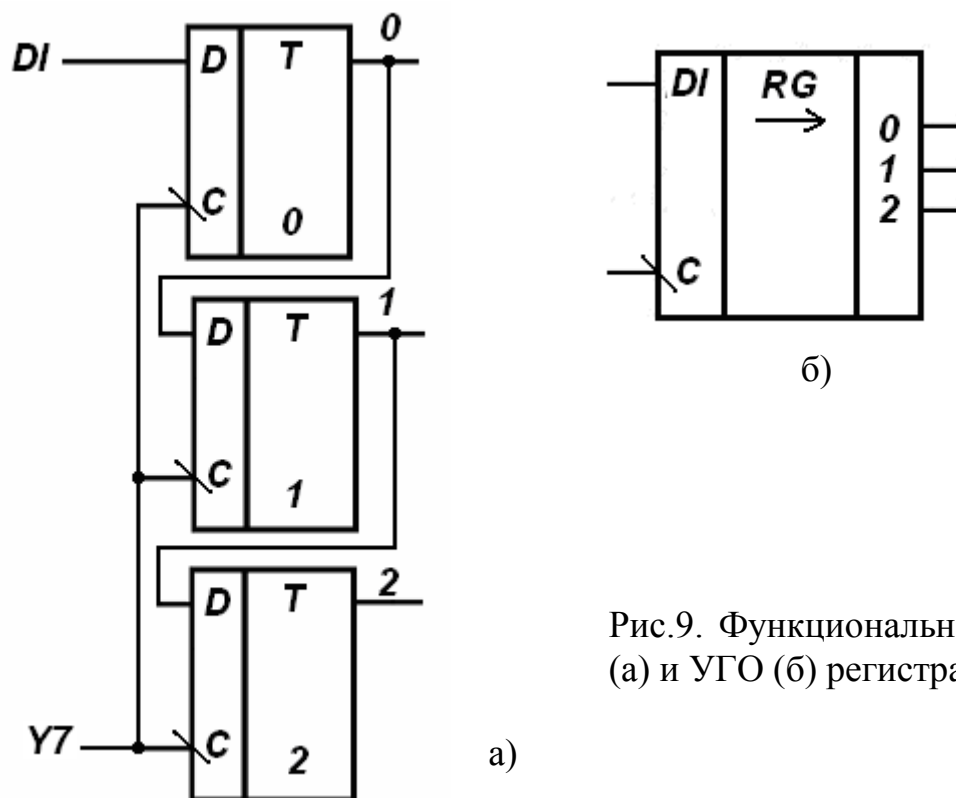 DI D T 0
C 0
D T 1
C 1
D T 2
Y7 C 2
а)
DI RG 0
1
2
C
б)
Рис.9. Функциональн
(а) и УГО (б) регистра